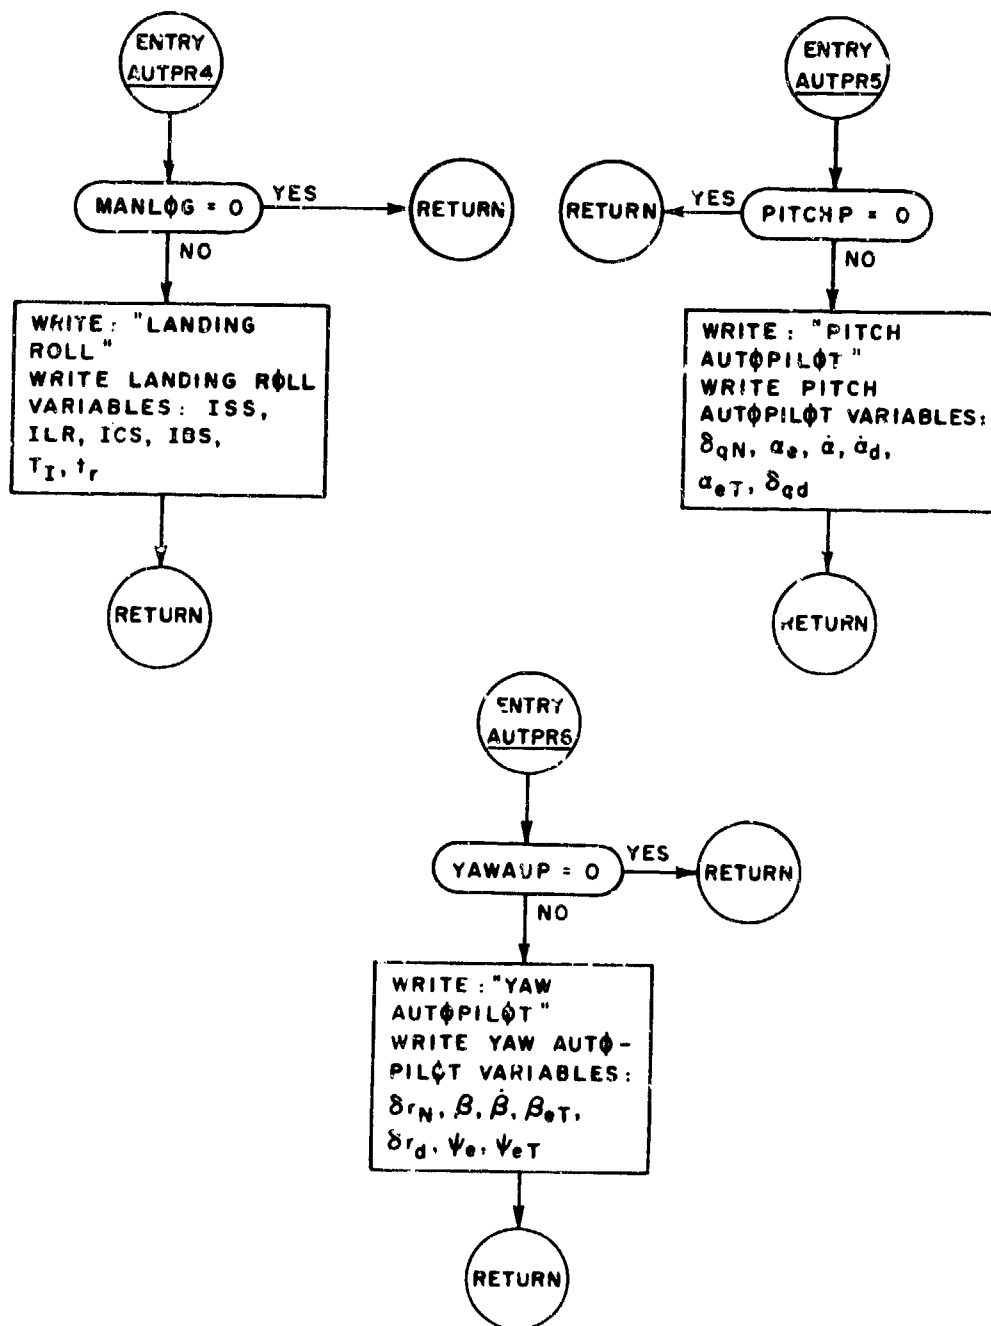 ENTRY
AUTPR4
MANLØG = 0
YES
RETURN
NO
WRITE: "LANDING
ROLL"
WRITE LANDING RØLL
VARIABLES: ISS,
ILR, ICS, IBS,
T_I, t_r
RETURN
ENTRY
AUTPR5
PITCHP = 0
YES
RETURN
NO
WRITE: "PITCH
AUTØPILØT"
WRITE PITCH
AUTØPILØT VARIABLES:
δ_qN, α_e, α̇, α̇_d,
α_eT, δ_qd
RETURN
ENTRY
AUTPR6
YAWAUP = 0
YES
RETURN
NO
WRITE: "YAW
AUTØPILØT"
WRITE YAW AUTØ-
PILØT VARIABLES:
δr_N, β, β̇, β_eT,
δr_d, ψ_e, ψ_eT
RETURN